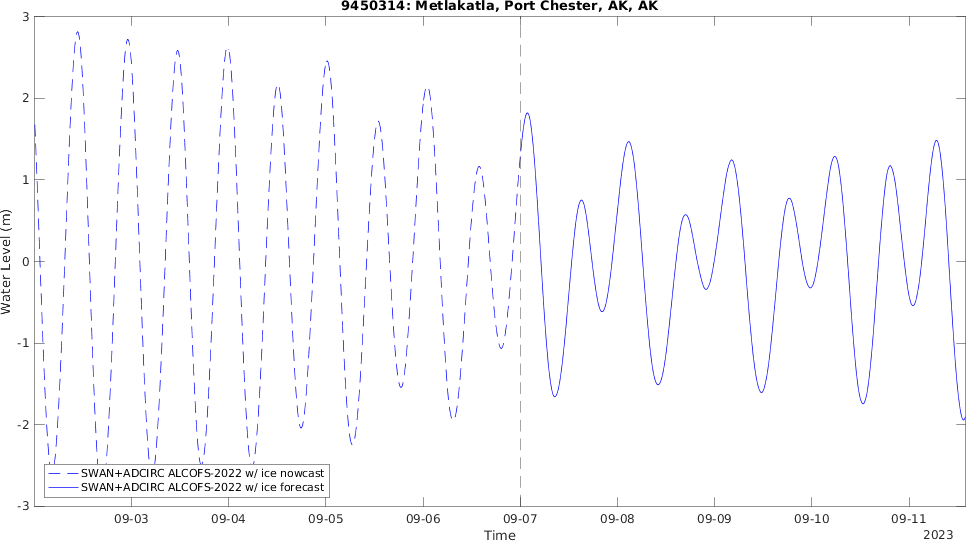 9450314: Metlakatla, Port Chester, AK, AK
3
2
1
0
-1
-2
-3
Water Level (m)
SWAN+ADCIRC ALCOFS-2022 w/ ice nowcast
SWAN+ADCIRC ALCOFS-2022 w/ ice forecast
09-03 09-04 09-05 09-06 09-07 09-08 09-09 09-10 09-11
Time
2023